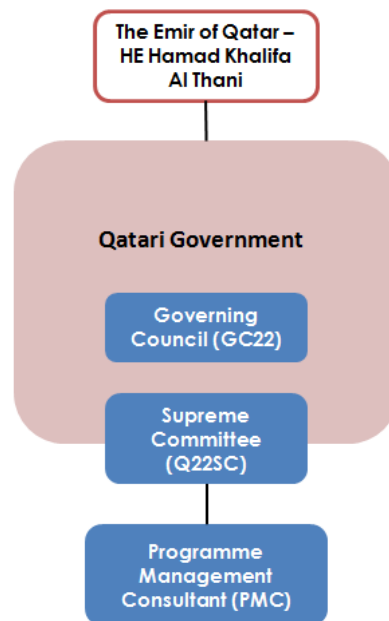 The Emir of Qatar –
HE Hamad Khalifa
Al Thani
Qatari Government
Governing
Council (GC22)
Supreme
Committee
(Q22SC)
Programme
Management
Consultant (PMC)